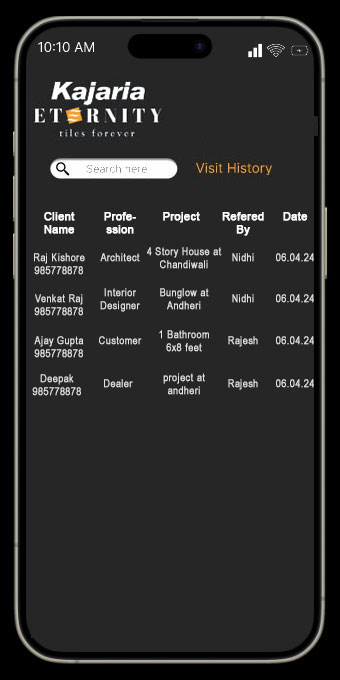 10:10 AM
Kajaria
ETERNITY
tiles forever
Search here
Visit History
Client Name Profe-ssion Project Refered By Date
Raj Kishore 985778878 Architect 4 Story House at Chandiwali Nidhi 06.04.24
Venkat Raj 985778878 Interior Designer Bunglow at Andheri Nidhi 06.04.24
Ajay Gupta 985778878 Customer 1 Bathroom 6x8 feet Rajesh 06.04.24
Deepak 985778878 Dealer project at andheri Rajesh 06.04.24